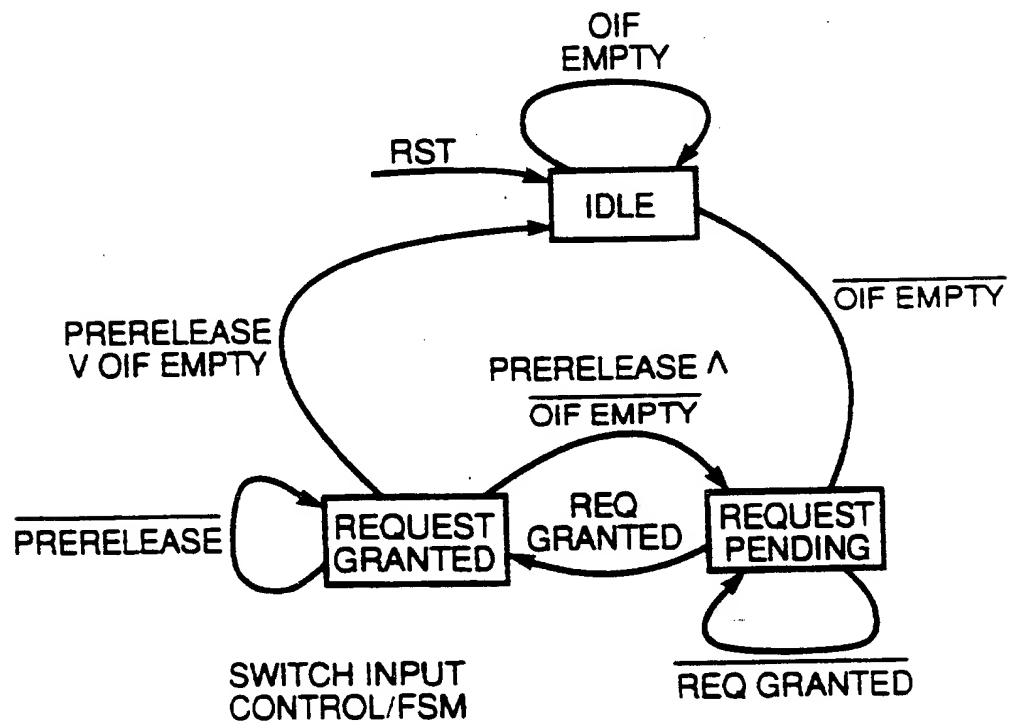 OIF
EMPTY
RST
IDLE
OIF EMPTY
PRERELEASE
V OIF EMPTY
PRERELEASE Λ
OIF EMPTY
PRERELEASE
REQUEST
GRANTED
REQ
GRANTED
REQUEST
PENDING
REQ GRANTED
SWITCH INPUT
CONTROL/FSM